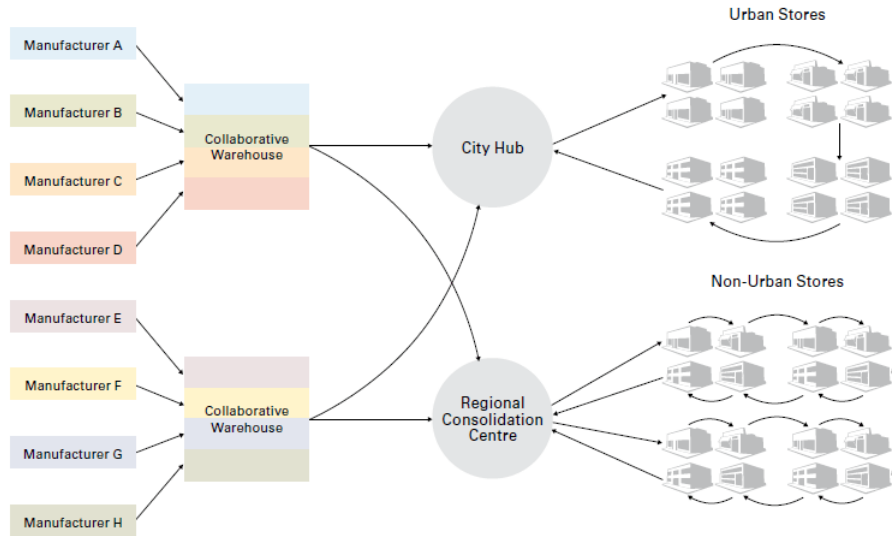 Urban Stores
Manufacturer A
Manufacturer B
Collaborative
Warehouse
City Hub
Manufacturer C
Manufacturer D
Non-Urban Stores
Manufacturer E
Manufacturer F
Collaborative
Warehouse
Regional
Consolidation
Centre
Manufacturer G
Manufacturer H